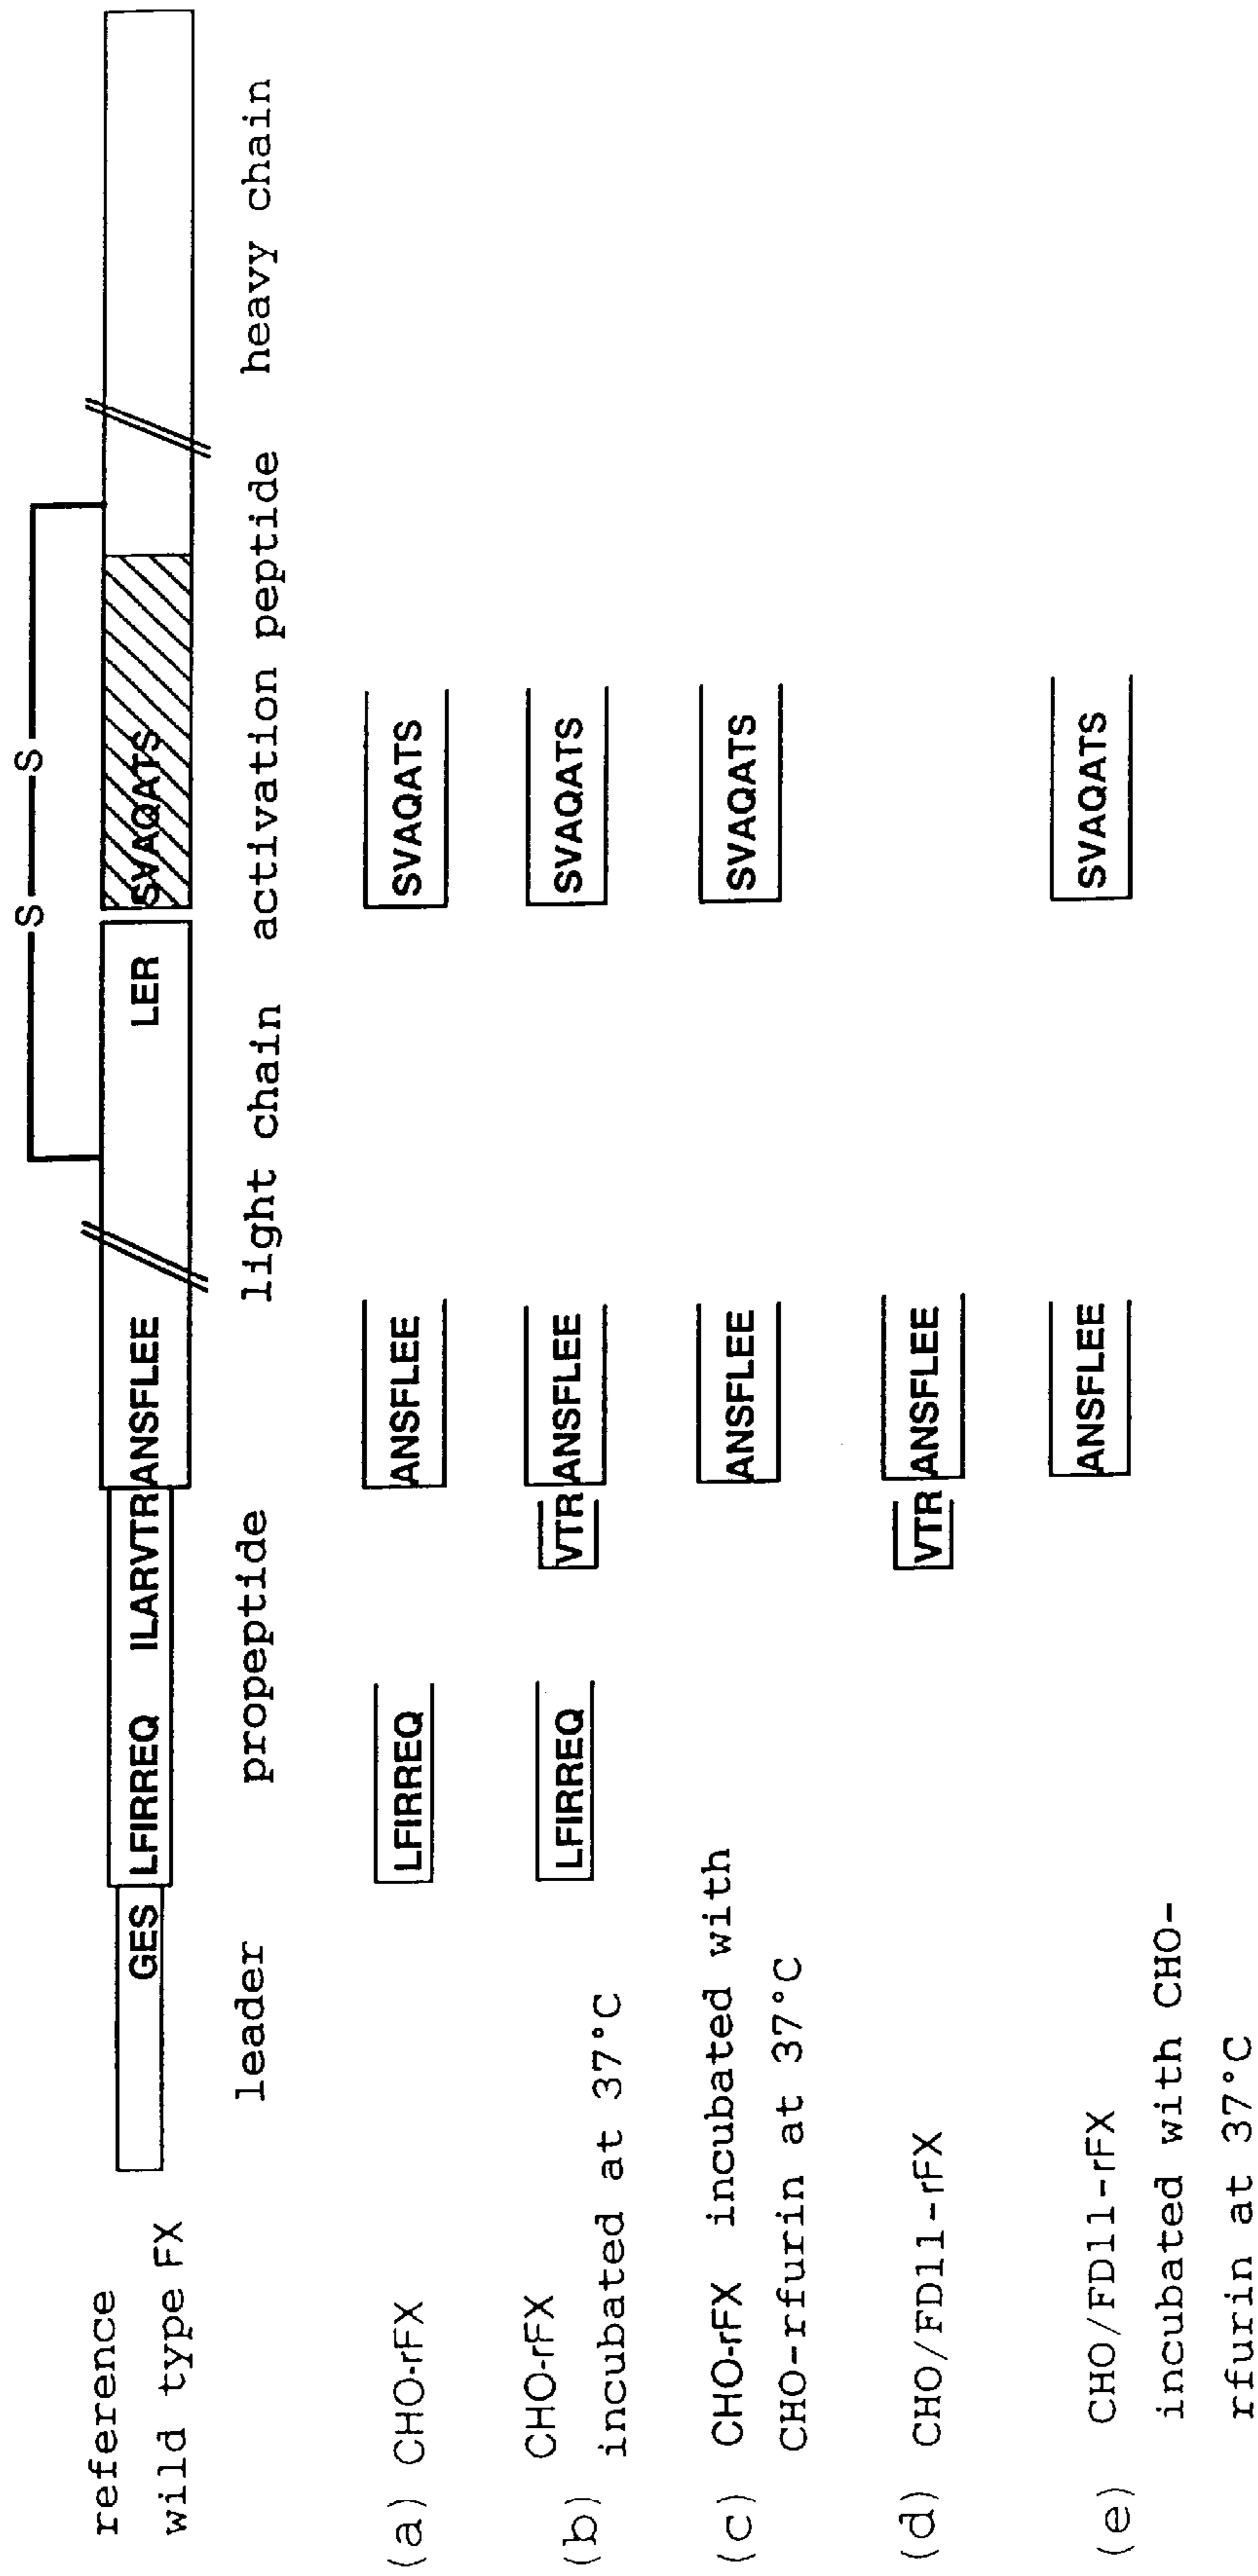 reference
wild type FX
GES LFIRREQ ILARVTR ANSFLEE LER SVAQATS
S S
leader propeptide light chain activation peptide heavy chain
(a) CHO-rFX
LFIRREQ ANSFLEE SVAQATS
(b) CHO-rFX
incubated at 37°C
LFIRREQ VTR ANSFLEE SVAQATS
(c) CHO-rFX incubated with
CHO-rfurin at 37°C
ANSFLEE SVAQATS
(d) CHO/FD11-rFX
VTR ANSFLEE
(e) CHO/FD11-rFX
incubated with CHO-
rfurin at 37°C
ANSFLEE SVAQATS